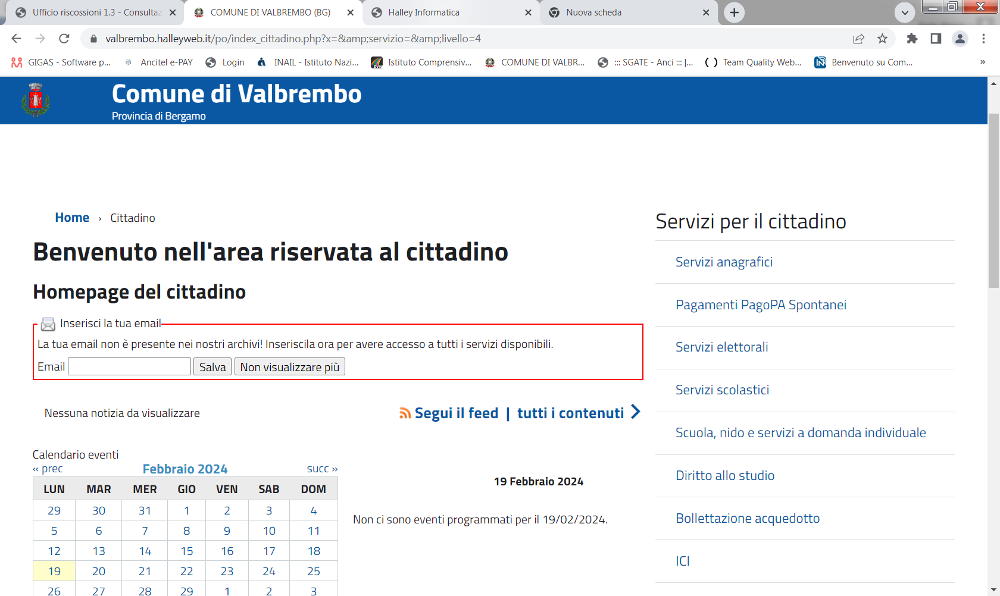 Ufficio riscossioni 1.3 - Consultaz
COMUNE DI VALBREMBO (BG)
Halley Informatica
Nuova scheda
valbrembo.halleyweb.it/po/index_cittadino.php?x=&amp;servizio=&amp;livello=4
GIGAS - Software p...
Ancitel e-PAY
Login
INAIL - Istituto Nazi...
Istituto Comprensiv...
COMUNE DI VALBR...
::: SGATE - Anci ::: |...
Team Quality Web...
Benvenuto su Com...
»
Comune di Valbrembo
Provincia di Bergamo
Home › Cittadino
Benvenuto nell'area riservata al cittadino
Homepage del cittadino
Inserisci la tua email
La tua email non è presente nei nostri archivi! Inseriscila ora per avere accesso a tutti i servizi disponibili.
Email Salva Non visualizzare più
Nessuna notizia da visualizzare
Segui il feed | tutti i contenuti
Calendario eventi
« prec Febbraio 2024 succ »
LUN MAR MER GIO VEN SAB DOM
29 30 31 1 2 3 4
5 6 7 8 9 10 11
12 13 14 15 16 17 18
19 20 21 22 23 24 25
26 27 28 29 1 2 3
19 Febbraio 2024
Non ci sono eventi programmati per il 19/02/2024.
Servizi per il cittadino
Servizi anagrafici
Pagamenti PagoPA Spontanei
Servizi elettorali
Servizi scolastici
Scuola, nido e servizi a domanda individuale
Diritto allo studio
Bollettazione acquedotto
ICI